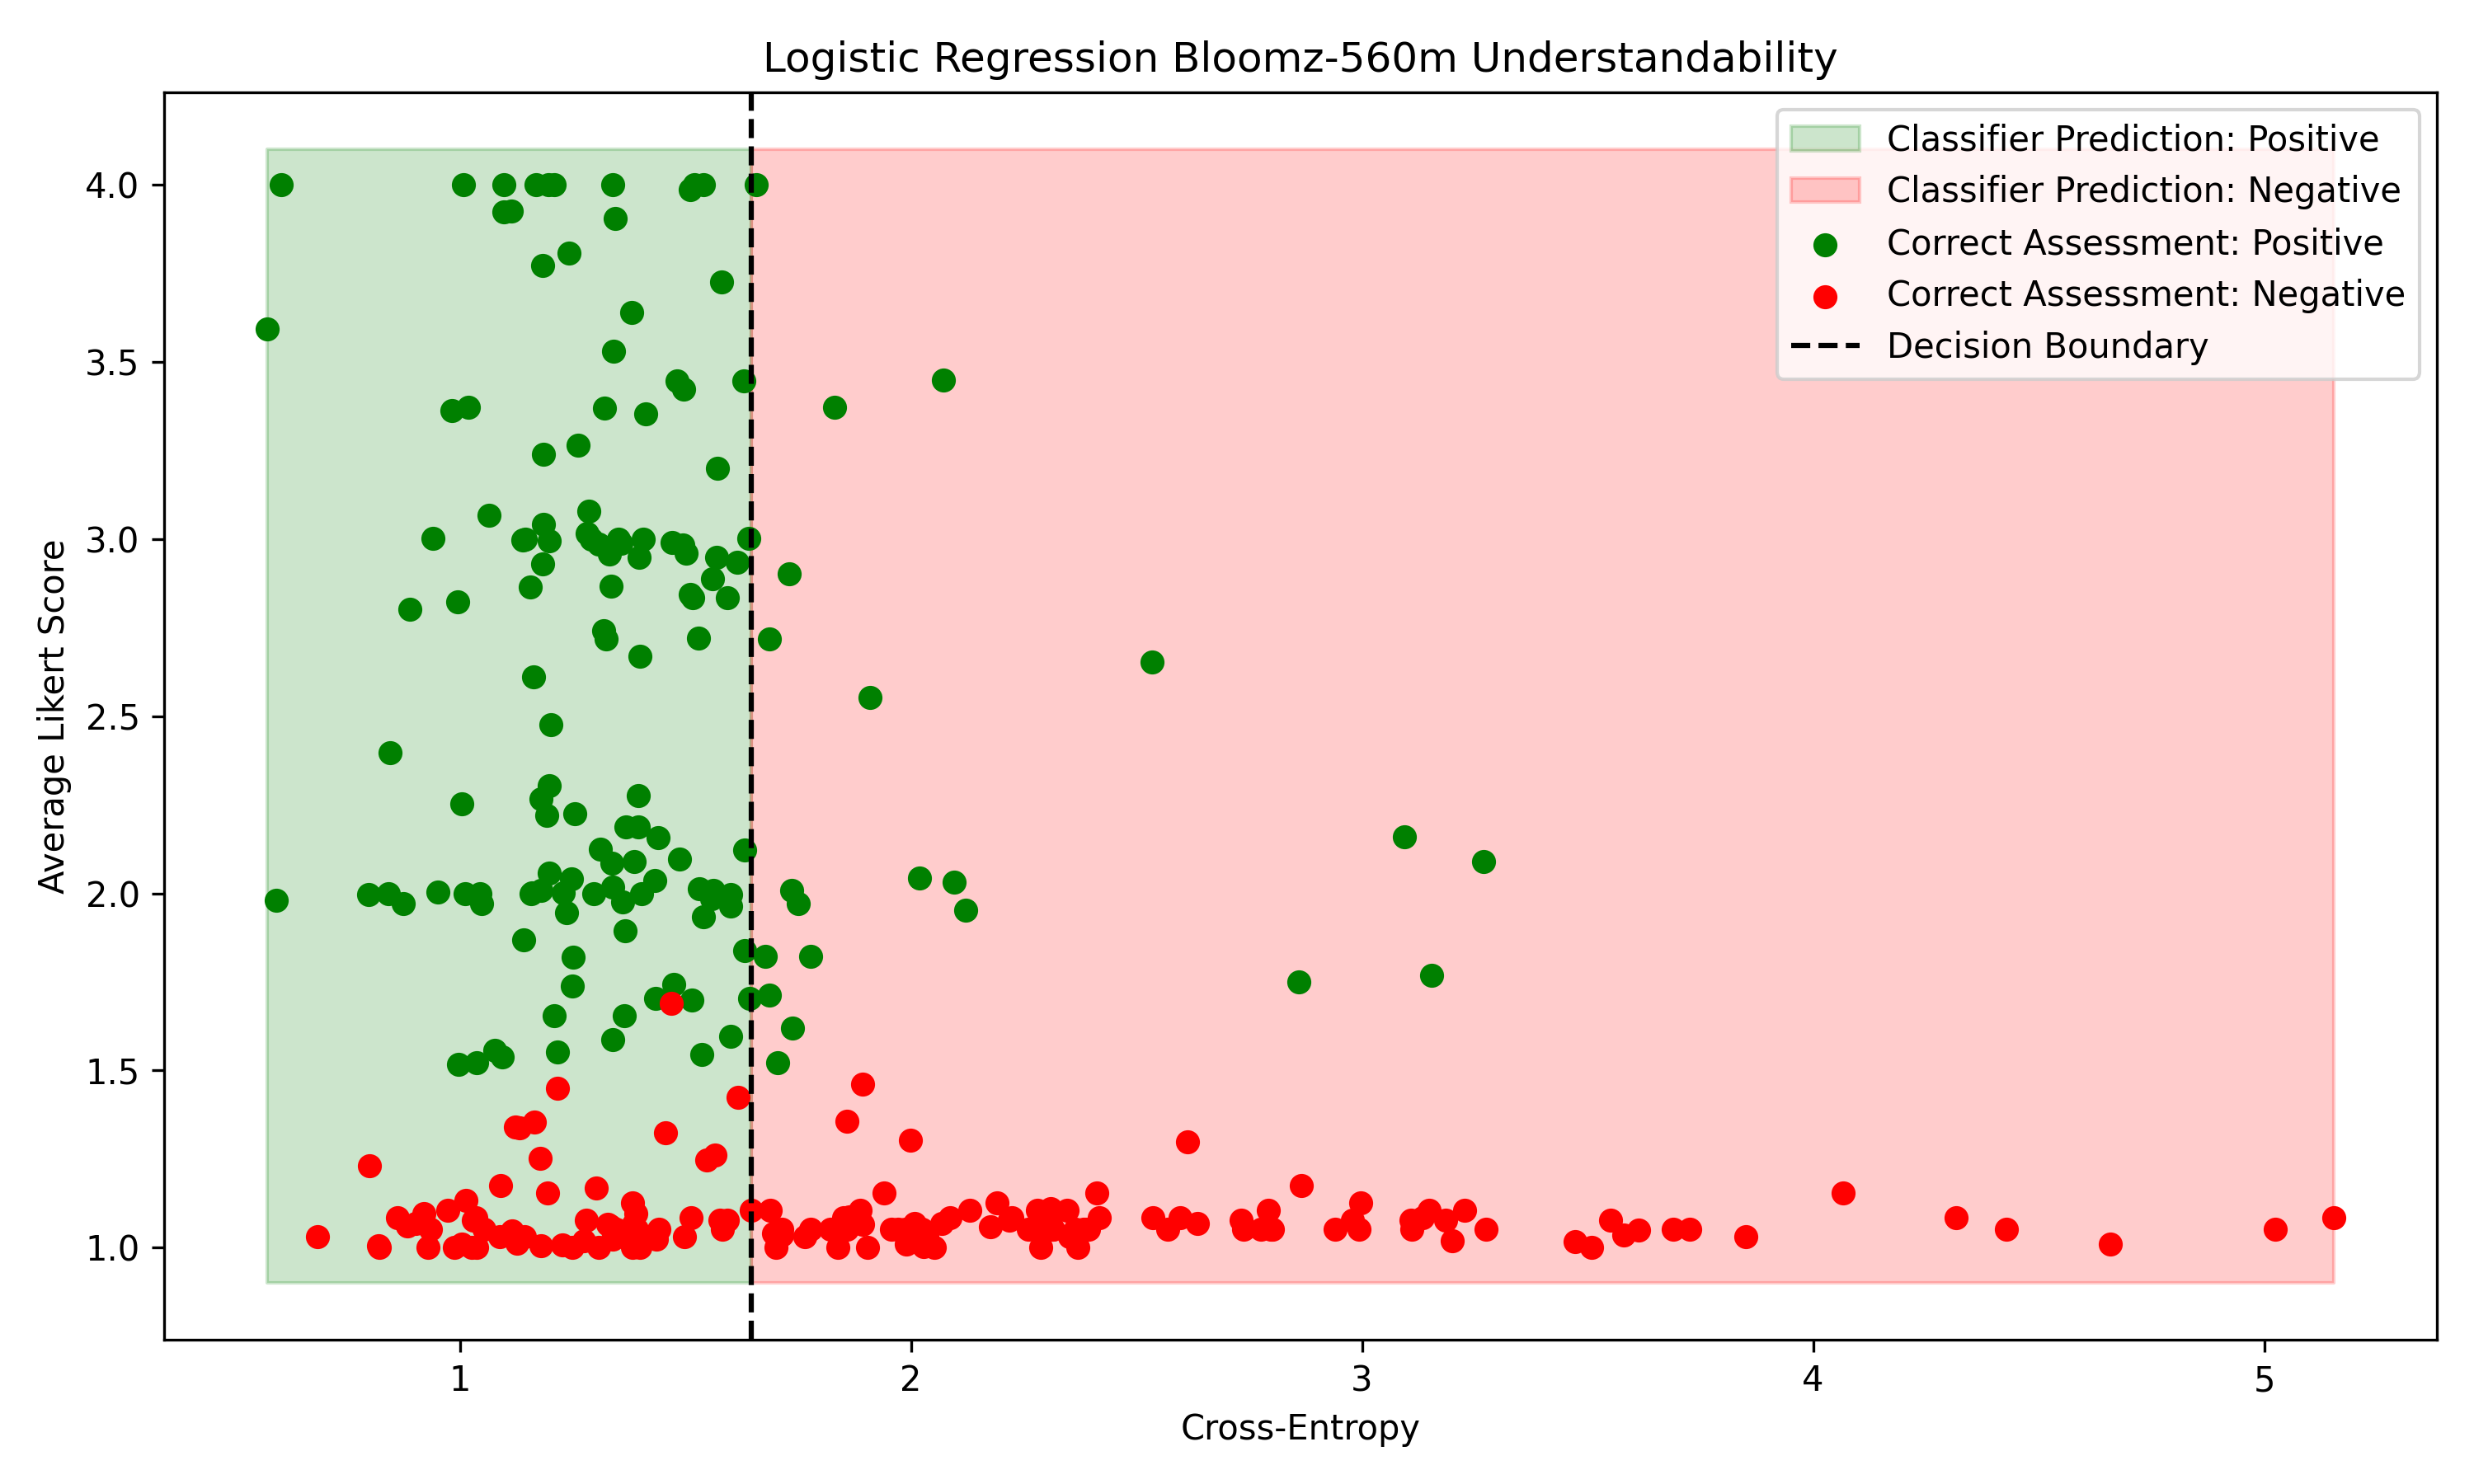 Logistic Regression Bloomz-560m Understandability
Classifier Prediction: Positive
Classifier Prediction: Negative
Correct Assessment: Positive
Correct Assessment: Negative
Decision Boundary
Average Likert Score
4.0
3.5
3.0
2.5
2.0
1.5
1.0
1 2 3 4 5
Cross-Entropy